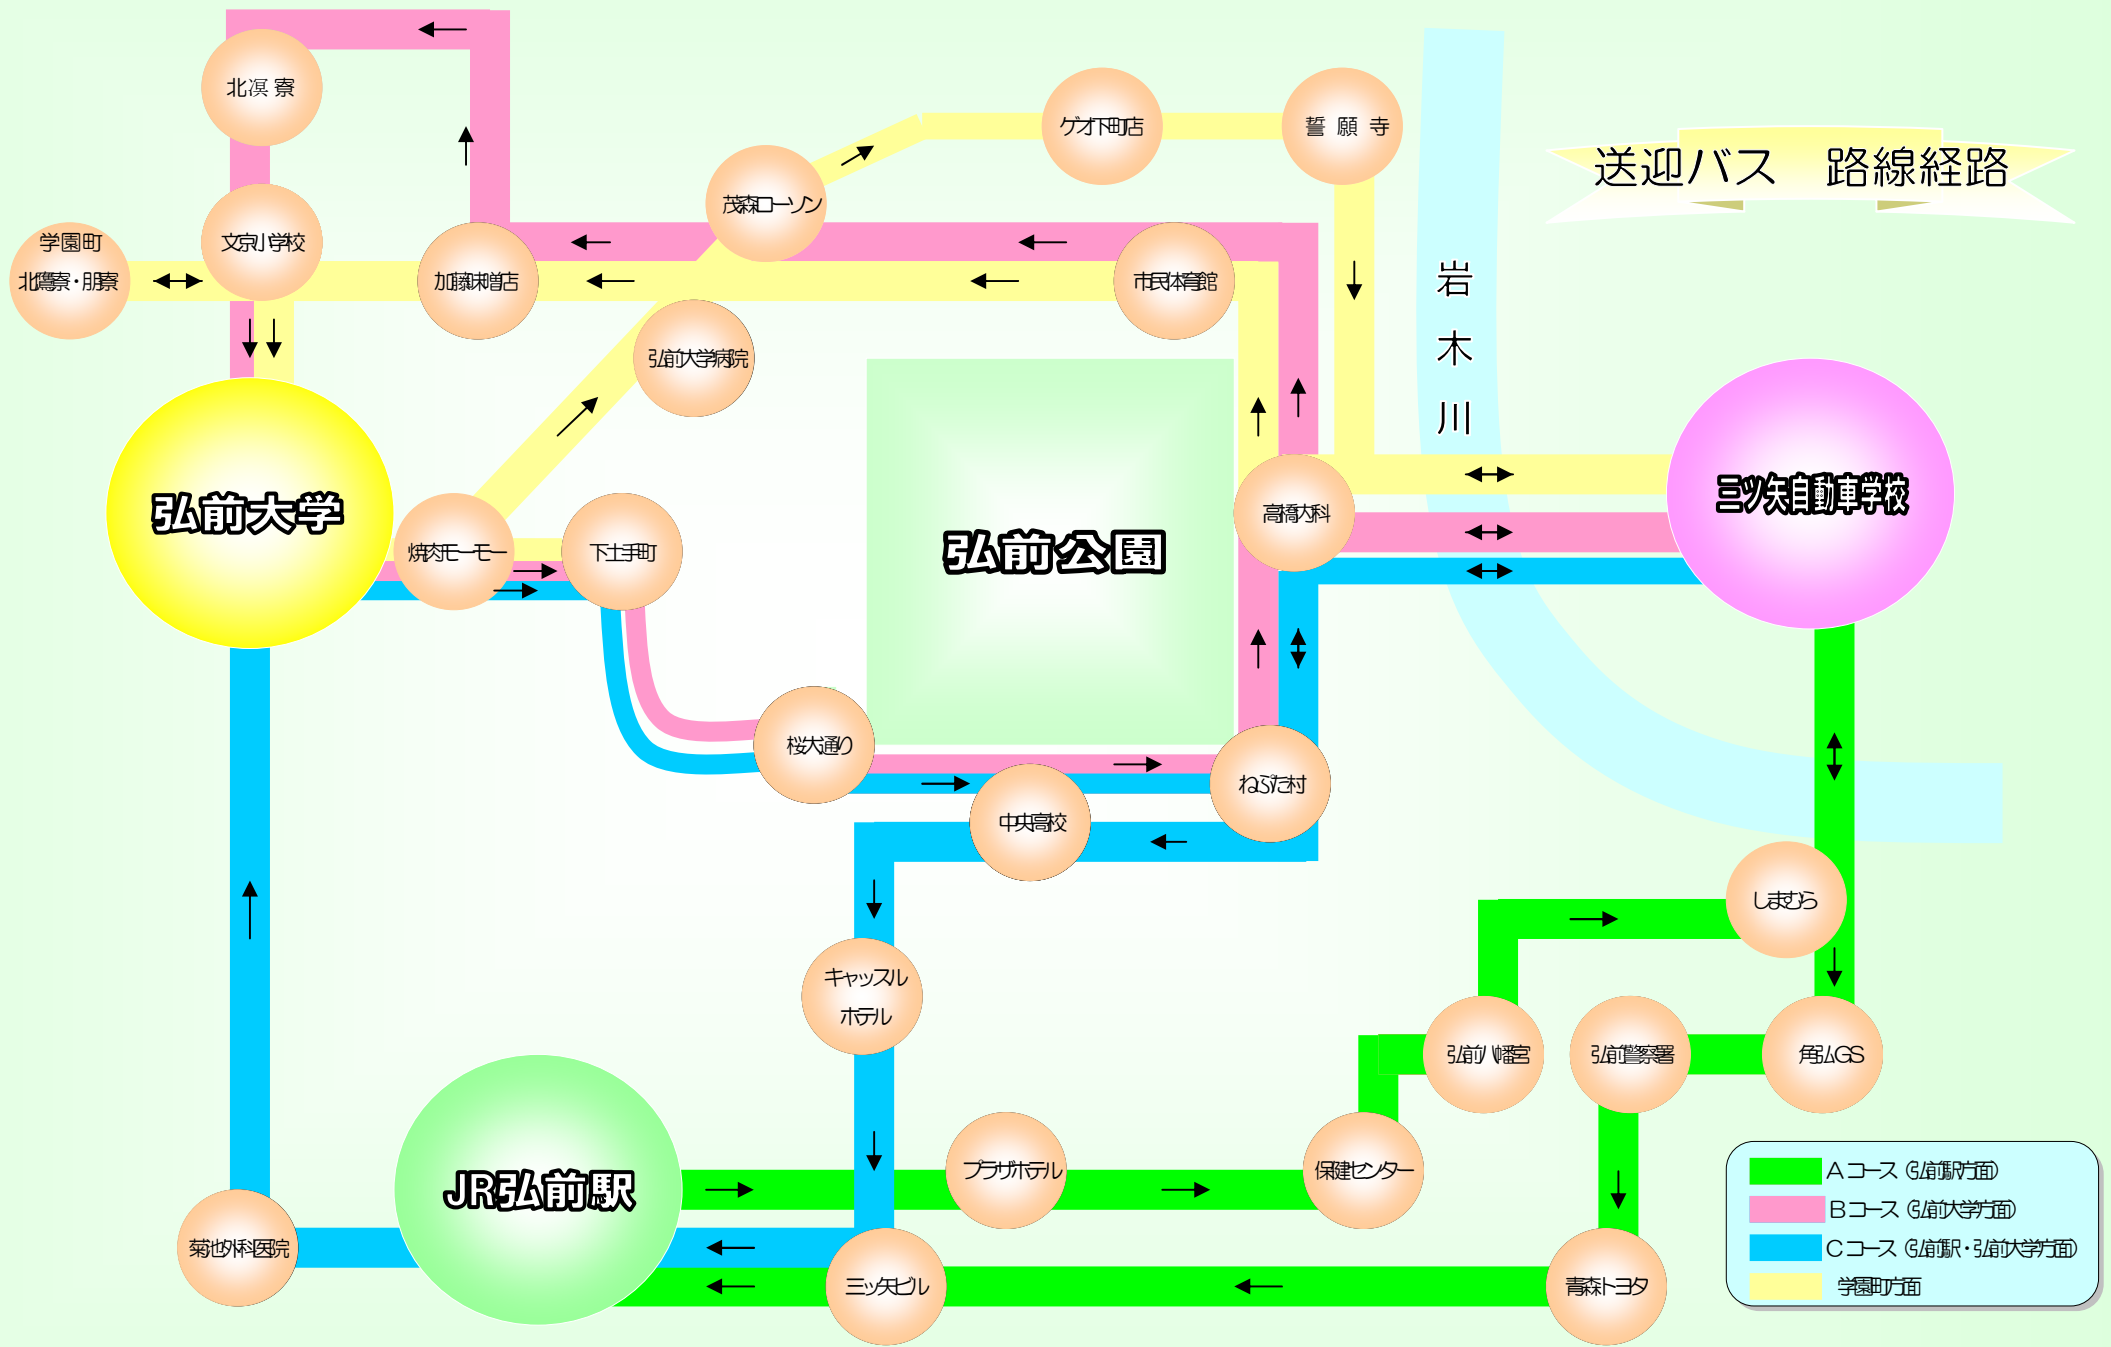 送迎バス　路線経路
北溟寮
ゲオ下町店
誓願寺
茂森ローソン
学園町
北鷹寮・朋寮
文京小学校
加藤味噌店
市民体育館
岩木川
弘前大学病院
弘前大学
焼肉モーモー
下土手町
弘前公園
高橋内科
三ツ矢自動車学校
桜大通り
ねぷた村
中央高校
しまむら
キャッスル
ホテル
弘前八幡宮
弘前警察署
角弘GS
JR弘前駅
プラザホテル
保健センター
菊池外科医院
三ッ矢ビル
青森トヨタ
Aコース（弘前駅方面）
Bコース（弘前大学方面）
Cコース（弘前駅・弘前大学方面）
学園町方面